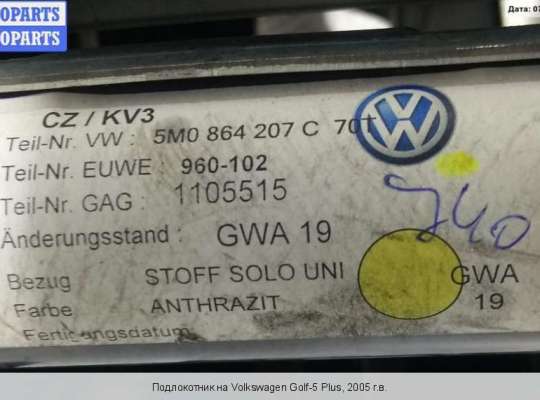 OPARTS
OPARTS
Дата: 0
CZ / KV3
Teil-Nr. VW : 5M0 864 207 C 70T
Teil-Nr. EUWE 960-102
Teil-Nr. GAG : 1105515
Änderungsstand : GWA 19
Bezug STOFF SOLO UNI GWA
Farbe ANTHRAZIT 19
Fertigungsdatum
Подлокотник на Volkswagen Golf-5 Plus, 2005 г.в.